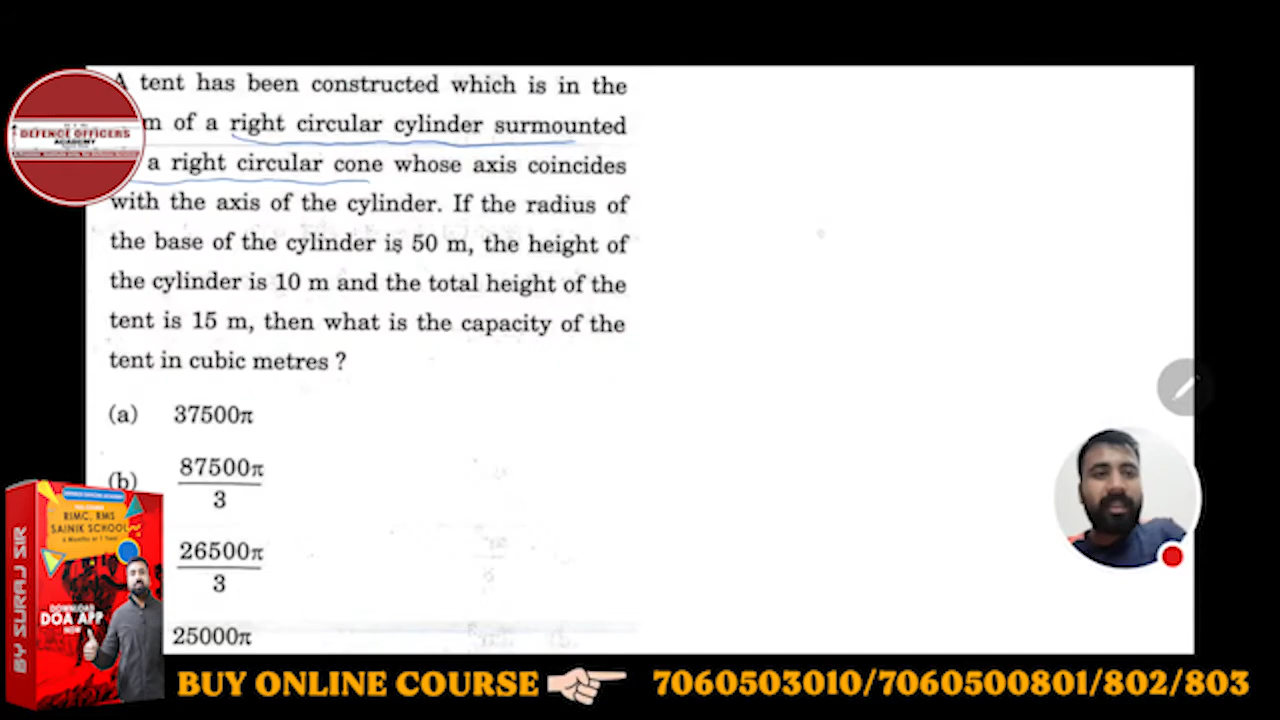 A tent has been constructed which is in the
m of a right circular cylinder surmounted
a right circular cone whose axis coincides
with the axis of the cylinder. If the radius of
the base of the cylinder is 50 m, the height of
the cylinder is 10 m and the total height of the
tent is 15 m, then what is the capacity of the
tent in cubic metres ?
(a) 37500π
(b) 87500π
3
26500π
3
25000π
DEFENCE OFFICERS
ACADEMY
RIMC, RMS
SAINIK SCHOOL
DOWNLOAD
DOA APP
NOW
BY SURAJ SIR
BUY ONLINE COURSE 7060503010/7060500801/802/803